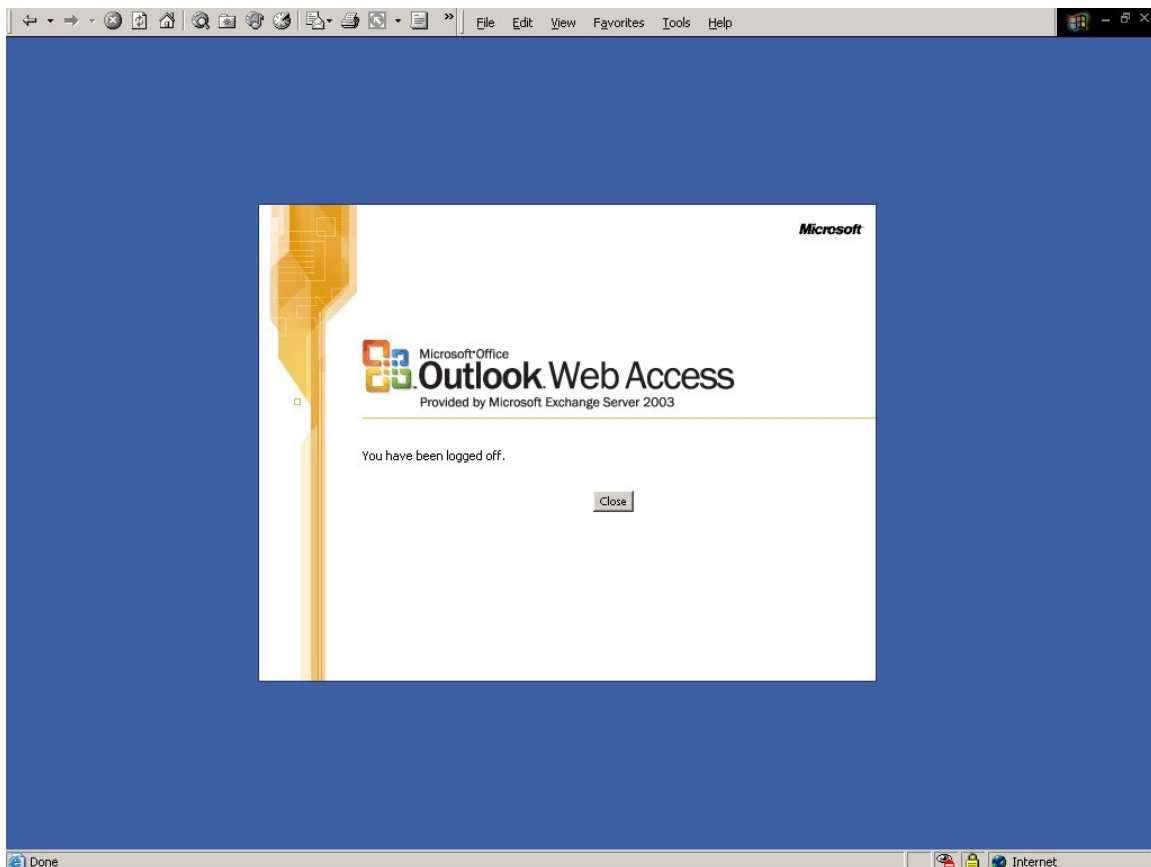 » File Edit View Favorites Tools Help
Microsoft
Microsoft Office
Outlook Web Access
Provided by Microsoft Exchange Server 2003
You have been logged off.
Close
Done Internet